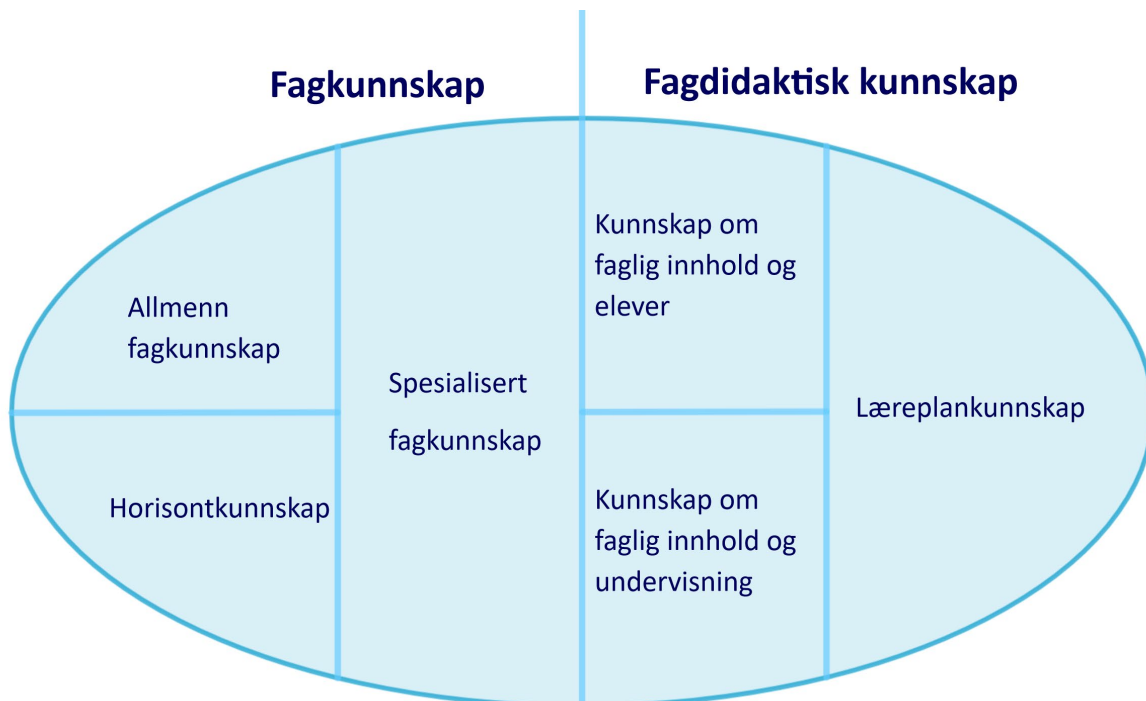 Fagkunnskap
Fagdidaktisk kunnskap
Allmenn
fagkunnskap
Horisontkunnskap
Spesialisert
fagkunnskap
Kunnskap om
faglig innhold og
elever
Kunnskap om
faglig innhold og
undervisning
Læreplankunnskap